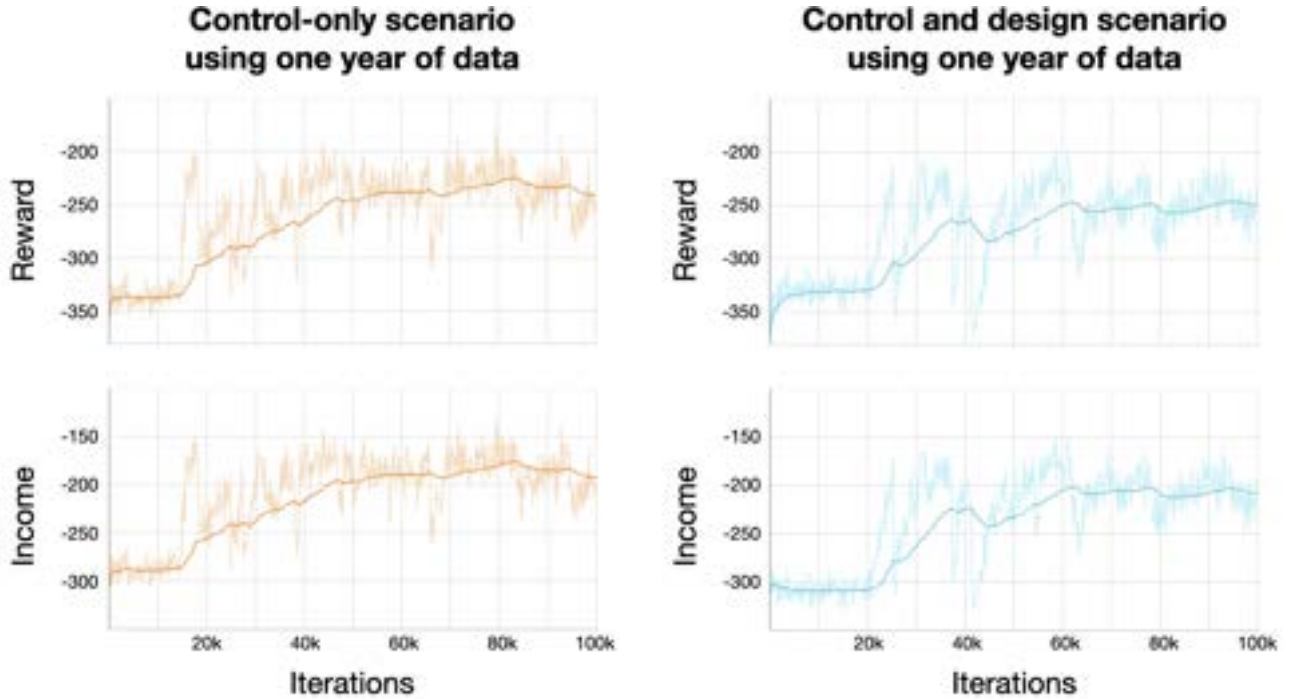 Control-only scenario
using one year of data
Control and design scenario
using one year of data
Reward
-200
-250
-300
-350
Reward
-200
-250
-300
-350
Income
-150
-200
-250
-300
20k 40k 60k 80k 100k
Iterations
Income
-150
-200
-250
-300
20k 40k 60k 80k 100k
Iterations